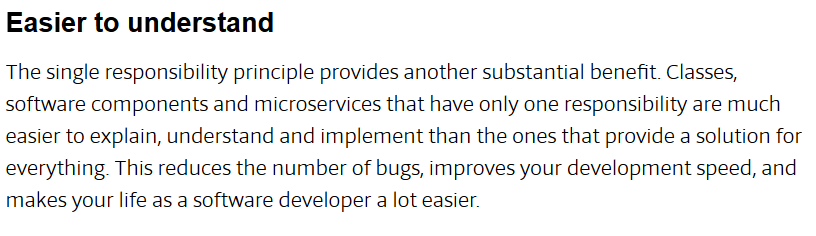 Easier to understand
The single responsibility principle provides another substantial benefit. Classes,
software components and microservices that have only one responsibility are much
easier to explain, understand and implement than the ones that provide a solution for
everything. This reduces the number of bugs, improves your development speed, and
makes your life as a software developer a lot easier.